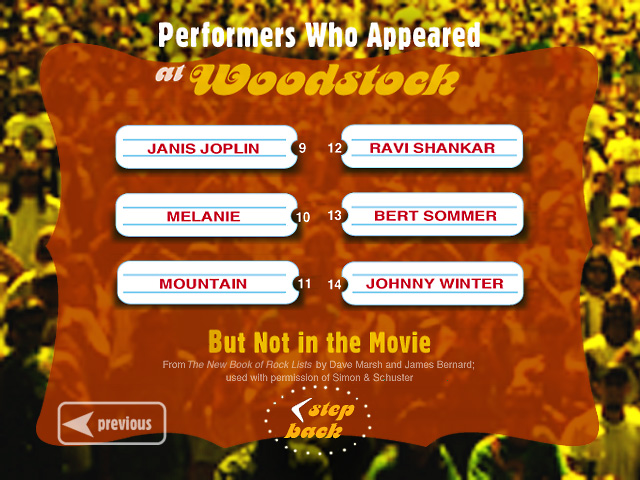 Performers Who Appeared
at Woodstock
JANIS JOPLIN 9
12 RAVI SHANKAR
MELANIE 10
13 BERT SOMMER
MOUNTAIN 11
14 JOHNNY WINTER
But Not in the Movie
From The New Book of Rock Lists by Dave Marsh and James Bernard;
used with permission of Simon & Schuster
step
back
previous